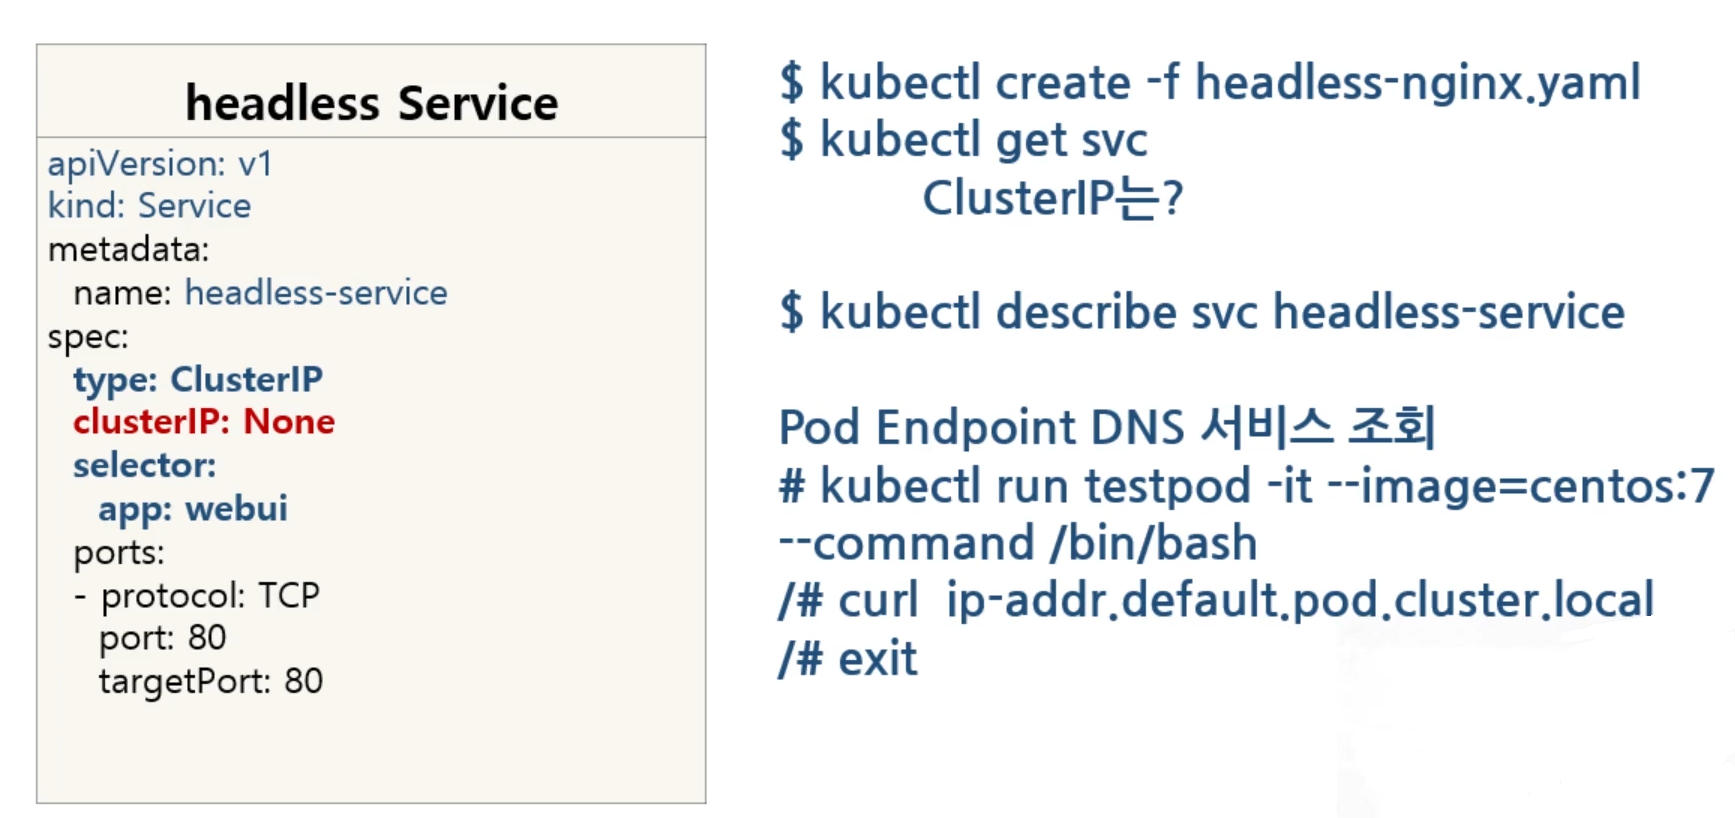 headless Service
apiVersion: v1
kind: Service
metadata:
  name: headless-service
spec:
  type: ClusterIP
  clusterIP: None
  selector:
    app: webui
  ports:
  - protocol: TCP
    port: 80
    targetPort: 80
$ kubectl create -f headless-nginx.yaml
$ kubectl get svc
ClusterIP는?
$ kubectl describe svc headless-service
Pod Endpoint DNS 서비스 조회
# kubectl run testpod -it --image=centos:7
--command /bin/bash
/# curl  ip-addr.default.pod.cluster.local
/# exit